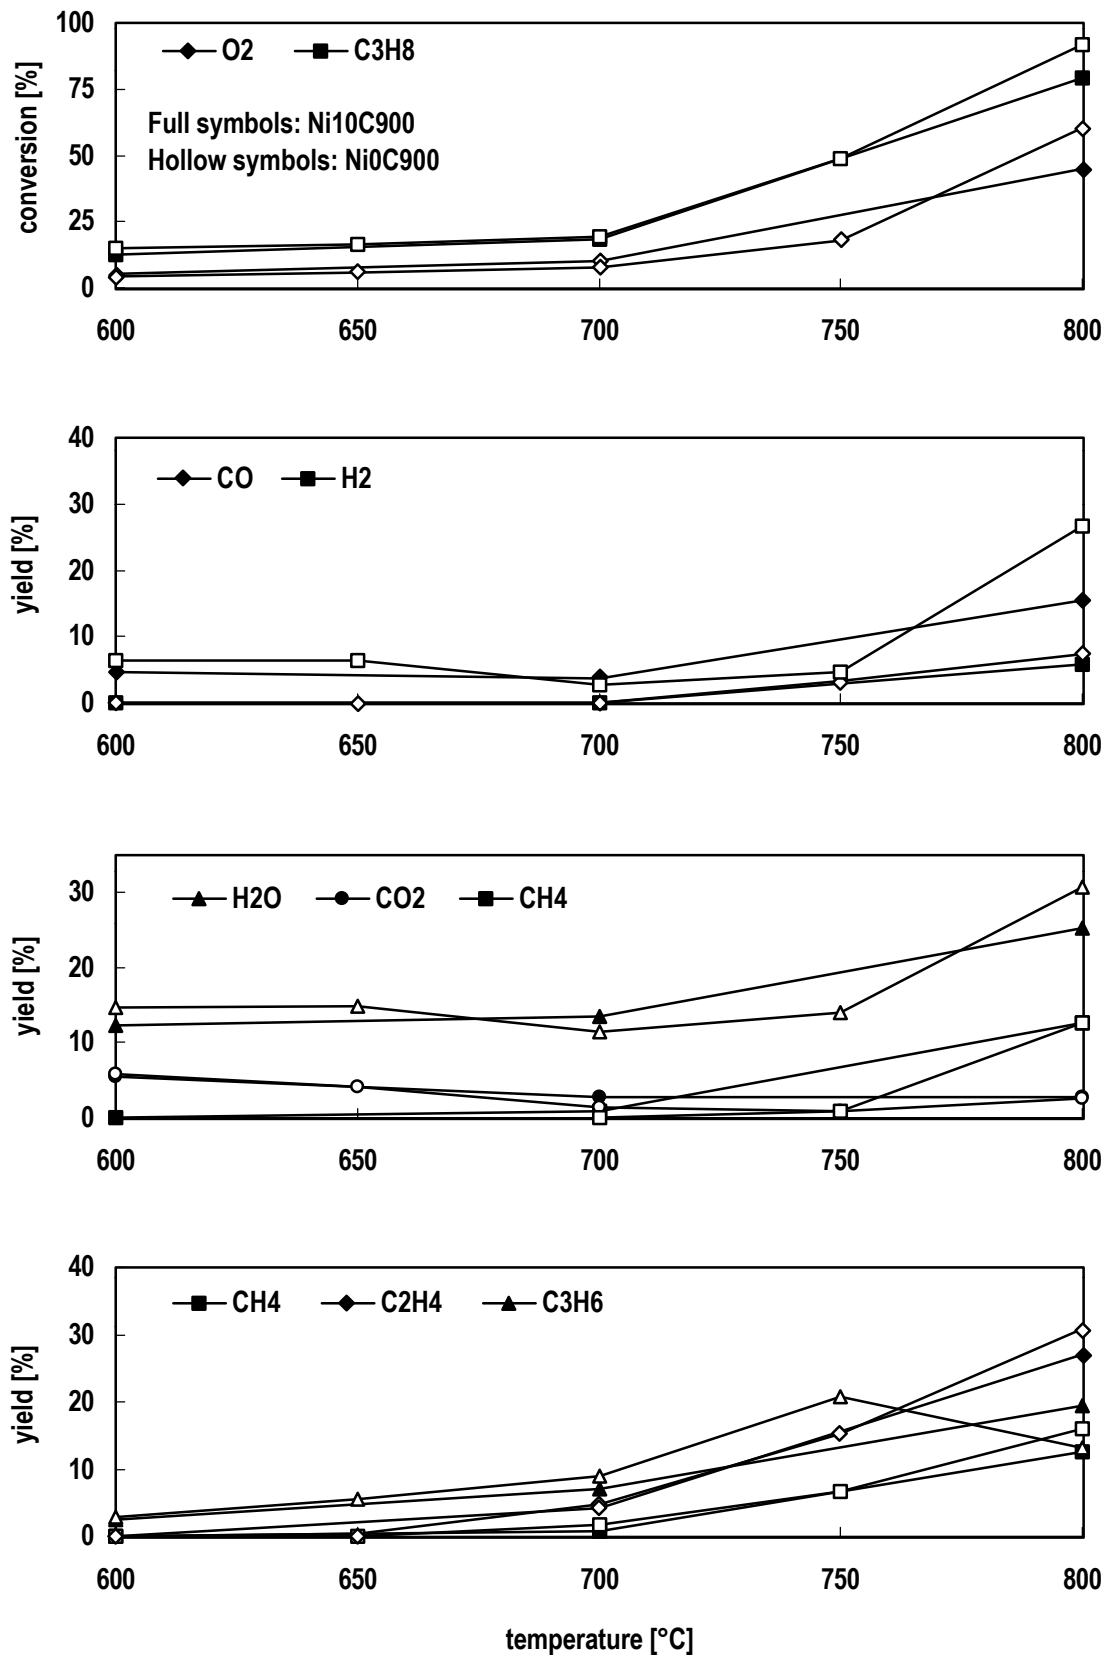 100
75
50
25
0
conversion [%]
O2 C3H8
Full symbols: Ni10C900
Hollow symbols: Ni0C900
600 650 700 750 800
40
30
20
10
0
yield [%]
CO H2
600 650 700 750 800
30
20
10
0
yield [%]
H2O CO2 CH4
600 650 700 750 800
40
30
20
10
0
yield [%]
CH4 C2H4 C3H6
600 650 700 750 800
temperature [°C]